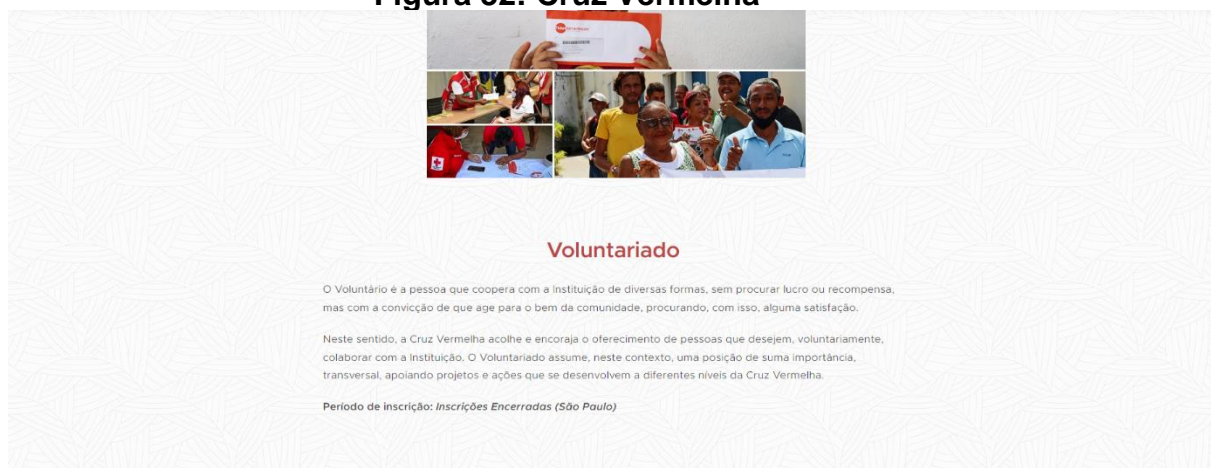 Figura 52: Cruz Vermelha
Voluntariado
O Voluntário é a pessoa que coopera com a Instituição de diversas formas, sem procurar lucro ou recompensa,
mas com a convicção de que age para o bem da comunidade, procurando, com isso, alguma satisfação.
Neste sentido, a Cruz Vermelha acolhe e encoraja o oferecimento de pessoas que desejem, voluntariamente,
colaborar com a Instituição. O Voluntariado assume, neste contexto, uma posição de suma importância,
transversal, apoiando projetos e ações que se desenvolvem a diferentes níveis da Cruz Vermelha.
Período de inscrição: Inscrições Encerradas (São Paulo)